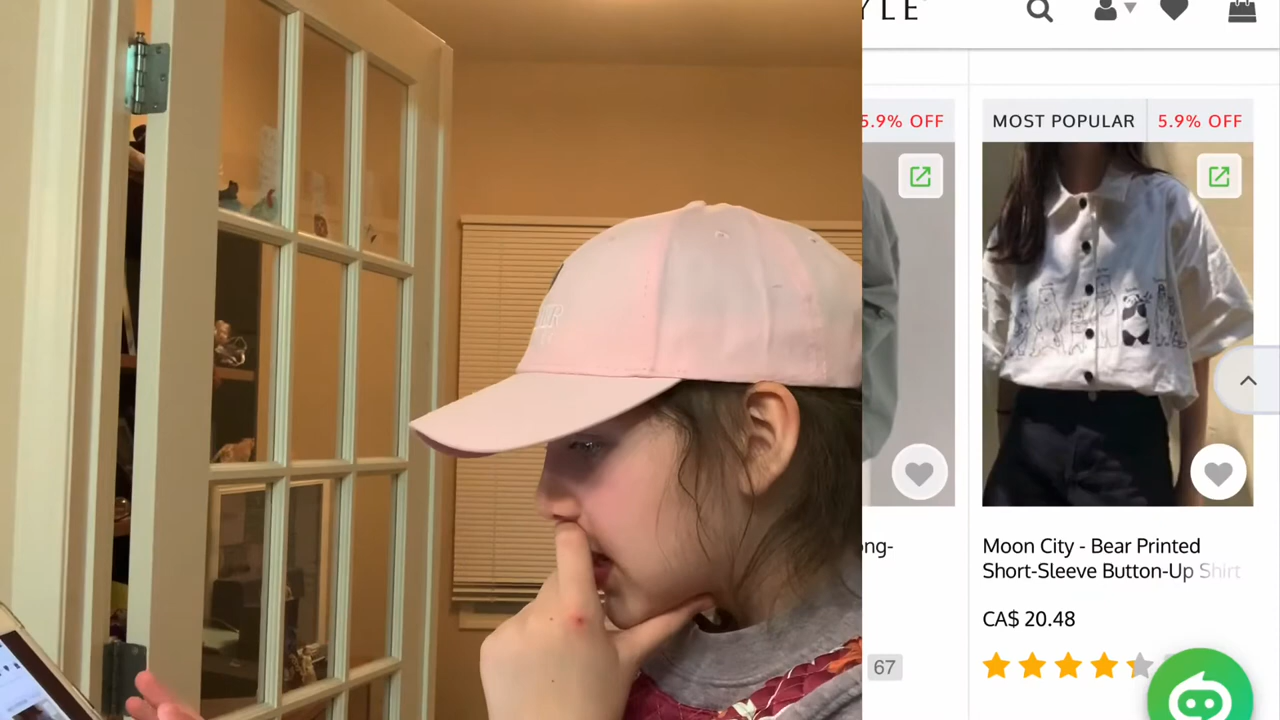 YLE
5.9% OFF
MOST POPULAR
5.9% OFF
ong-
Moon City - Bear Printed
Short-Sleeve Button-Up Shirt
CA$ 20.48
67